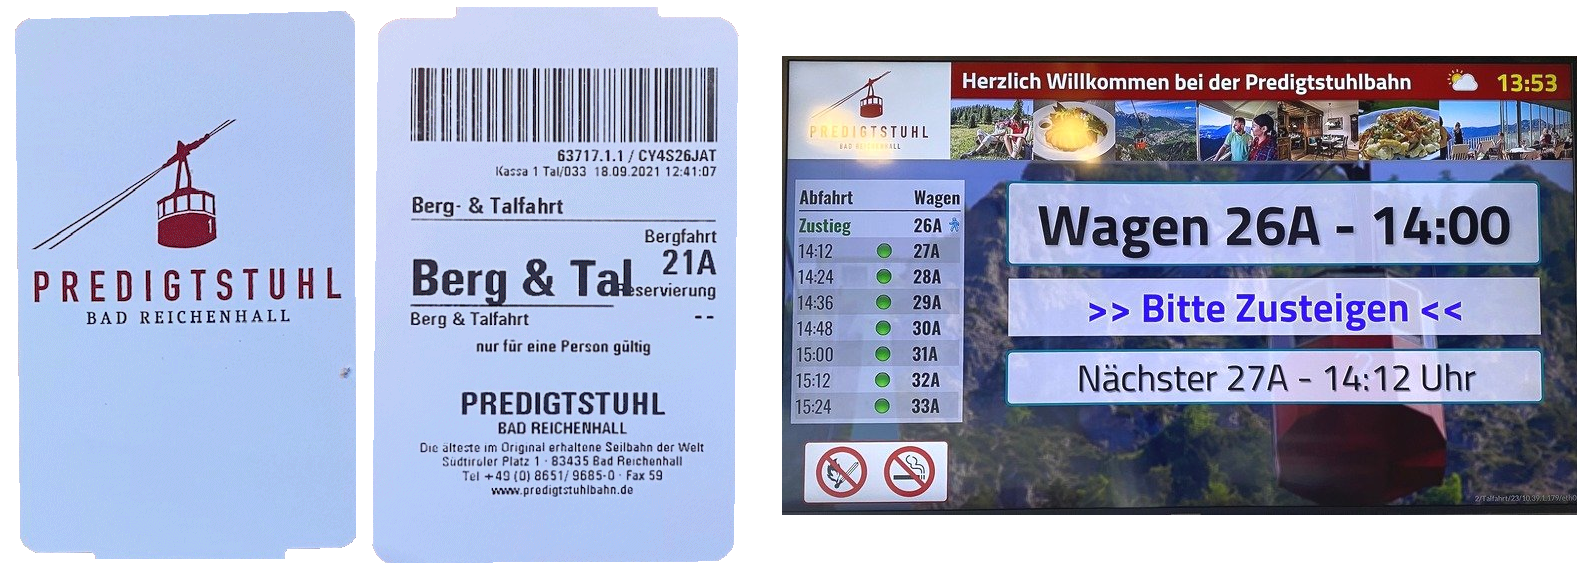 1
PREDIGTSTUHL
BAD REICHENHALL
63717.1.1 / CY4S26JAT
Kassa 1 Tal/033 18.09.2021 12:41:07
Berg- & Talfahrt
Bergfahrt
21A
Berg & Tal
Reservierung
Berg & Talfahrt
--
nur für eine Person gültig
PREDIGTSTUHL
BAD REICHENHALL
Die älteste im Original erhaltene Seilbahn der Welt
Südtiroler Platz 1 · 83435 Bad Reichenhall
Tel +49 (0) 8651/ 9685-0 · Fax 59
www.predigtstuhlbahn.de
PREDIGTSTUHL
BAD REICHENHALL
Herzlich Willkommen bei der Predigtstuhlbahn
13:53
Abfahrt Wagen
Zustieg 26A
14:12 27A
14:24 28A
14:36 29A
14:48 30A
15:00 31A
15:12 32A
15:24 33A
Wagen 26A - 14:00
>> Bitte Zusteigen <<
Nächster 27A - 14:12 Uhr